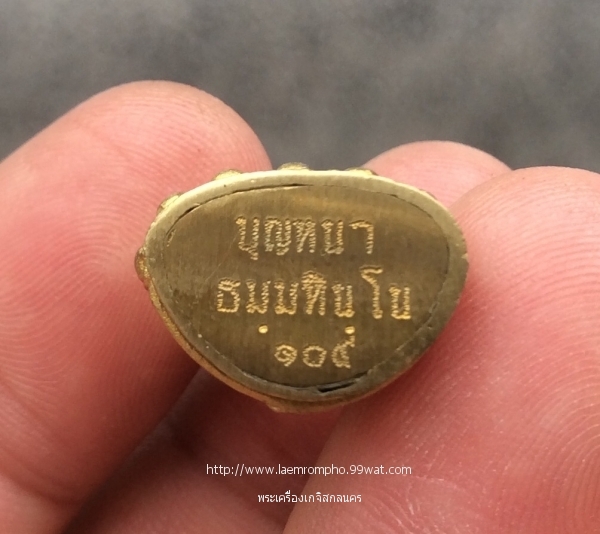 บุญหนา
ธมฺมทินฺโน
๑๐๕
http://www.laemrompho.99wat.com
พระเครื่องเกจิสกลนคร